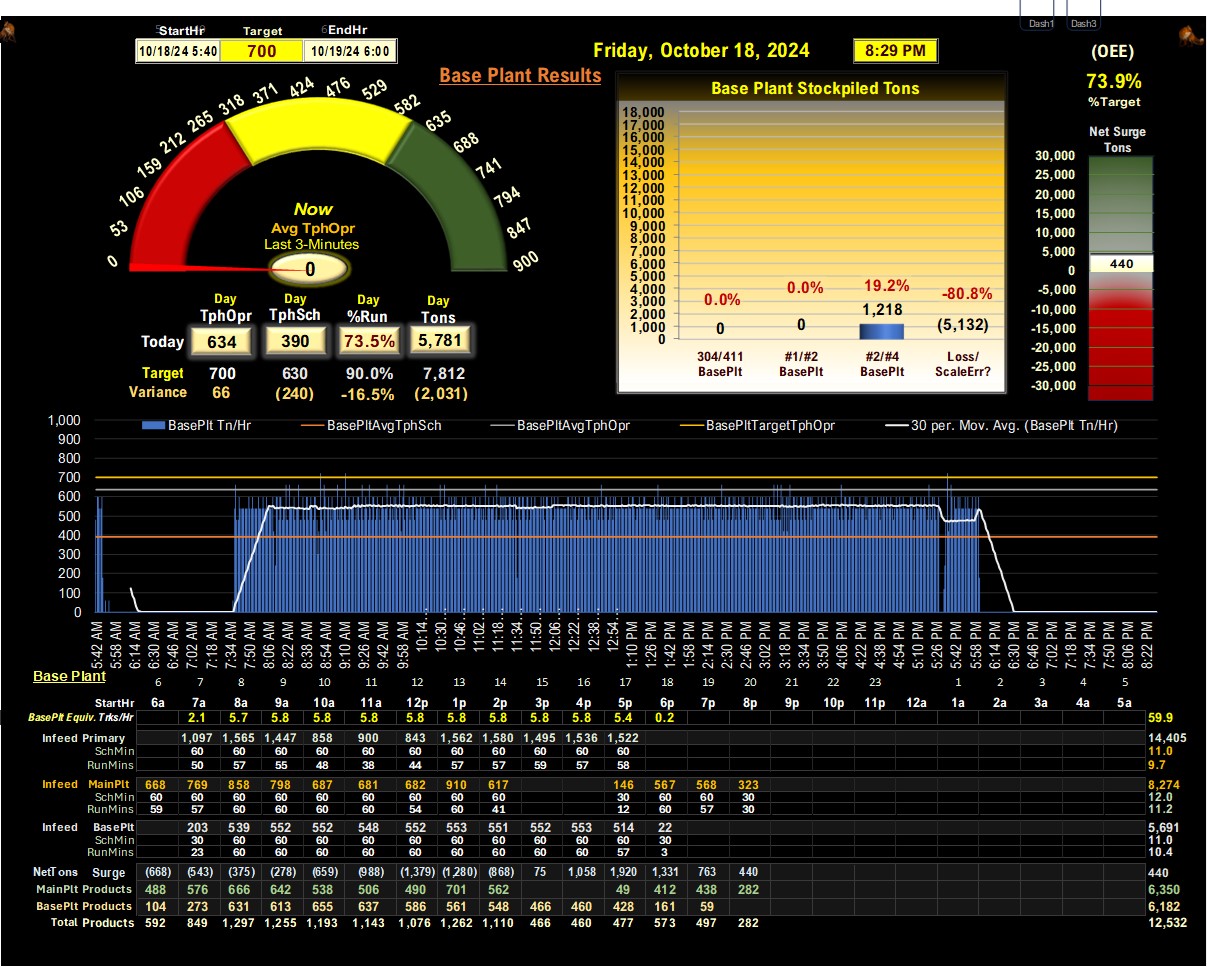 Dash1 Dash3
StartHr Target EndHr
10/18/24 5:40 700 10/19/24 6:00
Friday, October 18, 2024 8:29 PM
(OEE)
73.9%
%Target
Base Plant Results
Base Plant Stockpiled Tons
Net Surge
Tons
0 53 106 159 212 265 318 371 424 476 529 582 635 688 741 794 847 900
Now
Avg TphOpr
Last 3-Minutes
0
18,000
17,000
16,000
15,000
14,000
13,000
12,000
11,000
10,000
9,000
8,000
7,000
6,000
5,000
4,000
3,000
2,000
1,000
0
0.0% 0.0% 19.2% -80.8%
0 0 1,218 (5,132)
304/411 #1/#2 #2/#4 Loss/
BasePlt BasePlt BasePlt ScaleErr?
30,000
25,000
20,000
15,000
10,000
5,000
0
-5,000
-10,000
-15,000
-20,000
-25,000
-30,000
440
Day Day Day Day
TphOpr TphSch %Run Tons
Today 634 390 73.5% 5,781
Target 700 630 90.0% 7,812
Variance 66 (240) -16.5% (2,031)
BasePlt Tn/Hr BasePltAvgTphSch BasePltAvgTphOpr BasePltTargetTphOpr 30 per. Mov. Avg. (BasePlt Tn/Hr)
1,000
900
800
700
600
500
400
300
200
100
0
5:42 AM 5:58 AM 6:14 AM 6:30 AM 6:46 AM 7:02 AM 7:18 AM 7:34 AM 7:50 AM 8:06 AM 8:22 AM 8:38 AM 8:54 AM 9:10 AM 9:26 AM 9:42 AM 9:58 AM 10:14... 10:30... 10:46... 11:02... 11:18... 11:34... 11:50... 12:06... 12:22... 12:38... 12:54... 1:10 PM 1:26 PM 1:42 PM 1:58 PM 2:14 PM 2:30 PM 2:46 PM 3:02 PM 3:18 PM 3:34 PM 3:50 PM 4:06 PM 4:22 PM 4:38 PM 4:54 PM 5:10 PM 5:26 PM 5:42 PM 5:58 PM 6:14 PM 6:30 PM 6:46 PM 7:02 PM 7:18 PM 7:34 PM 7:50 PM 8:06 PM 8:22 PM
Base Plant
6 7 8 9 10 11 12 13 14 15 16 17 18 19 20 21 22 23 1 2 3 4 5
StartHr 6a 7a 8a 9a 10a 11a 12p 1p 2p 3p 4p 5p 6p 7p 8p 9p 10p 11p 12a 1a 2a 3a 4a 5a
BasePlt Equiv. Trks/Hr 2.1 5.7 5.8 5.8 5.8 5.8 5.8 5.8 5.8 5.8 5.4 0.2 59.9
Infeed Primary 1,097 1,565 1,447 858 900 843 1,562 1,580 1,495 1,536 1,522 14,405
SchMin 60 60 60 60 60 60 60 60 60 60 60 11.0
RunMins 50 57 55 48 38 44 57 57 59 57 58 9.7
Infeed MainPlt 668 769 858 798 687 681 682 910 617 146 567 568 323 8,274
SchMin 60 60 60 60 60 60 60 60 60 30 60 60 30 12.0
RunMins 59 57 60 60 60 60 54 60 41 12 60 57 30 11.2
Infeed BasePlt 203 539 552 552 548 552 553 551 552 553 514 22 5,691
SchMin 30 60 60 60 60 60 60 60 60 60 60 30 11.0
RunMins 23 60 60 60 60 60 60 60 60 60 57 3 10.4
NetTons Surge (668) (543) (375) (278) (659) (988) (1,379) (1,280) (868) 75 1,058 1,920 1,331 763 440 440
MainPlt Products 488 576 666 642 538 506 490 701 562 49 412 438 282 6,350
BasePlt Products 104 273 631 613 655 637 586 561 548 466 460 428 161 59 6,182
Total Products 592 849 1,297 1,255 1,193 1,143 1,076 1,262 1,110 466 460 477 573 497 282 12,532